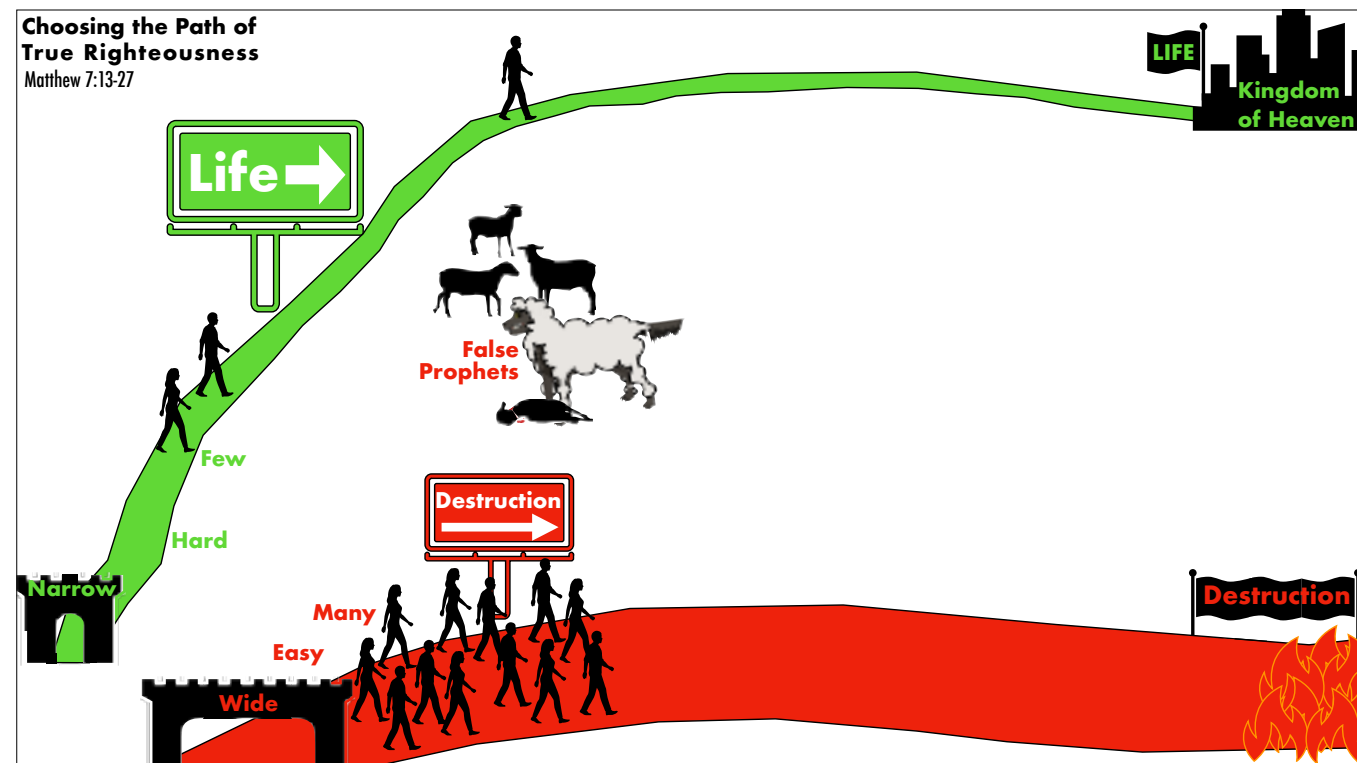 Choosing the Path of
True Righteousness
Matthew 7:13-27
LIFE
Kingdom
of Heaven
Life
False
Prophets
Few
Destruction
Hard
Narrow
Many
Destruction
Easy
Wide